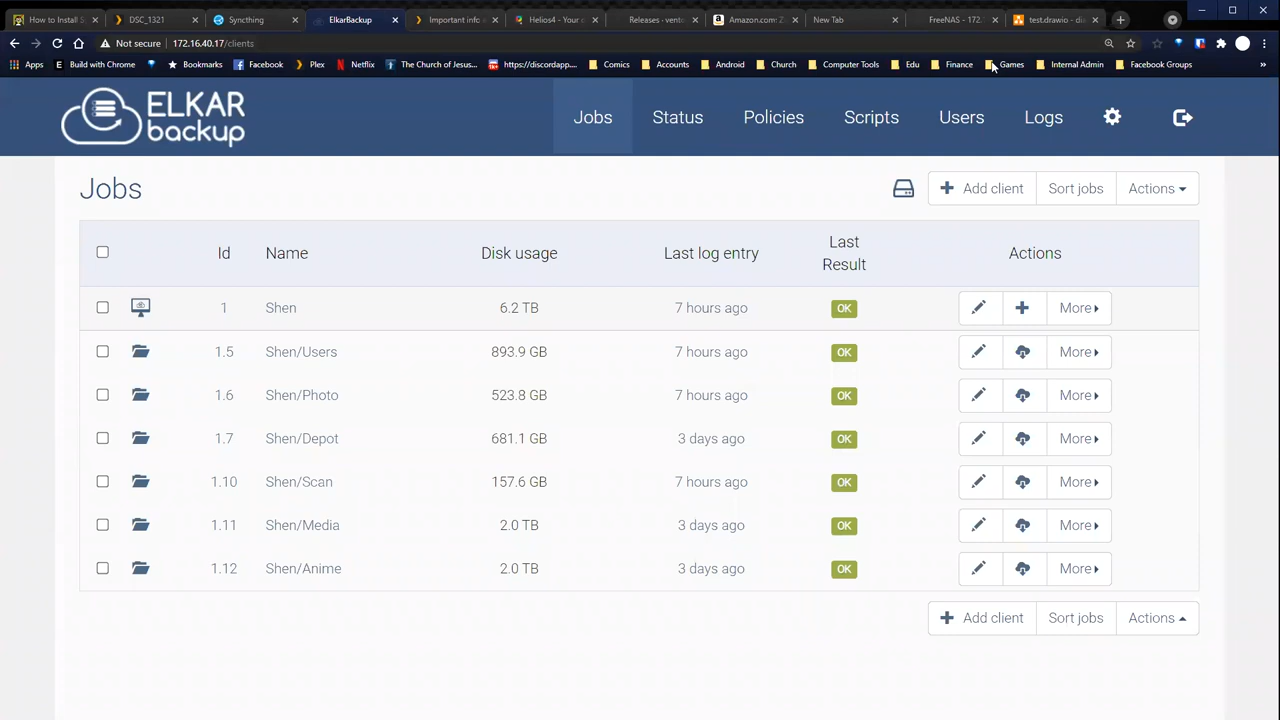 How to Install S
DSC_1321
Syncthing
ElkarBackup
Important info
Helios4 - Your
Releases · vent
Amazon.com: Z
New Tab
FreeNAS - 172.
test.drawio - di
Not secure 172.16.40.17/clients
Apps Build with Chrome Bookmarks Facebook Plex Netflix The Church of Jesus... https://discordapp.... Comics Accounts Android Church Computer Tools Edu Finance Games Internal Admin Facebook Groups »
ELKAR
backup
Jobs Status Policies Scripts Users Logs
Jobs
Add client Sort jobs Actions
Id Name Disk usage Last log entry Last Result Actions
1 Shen 6.2 TB 7 hours ago OK More
1.5 Shen/Users 893.9 GB 7 hours ago OK More
1.6 Shen/Photo 523.8 GB 7 hours ago OK More
1.7 Shen/Depot 681.1 GB 3 days ago OK More
1.10 Shen/Scan 157.6 GB 7 hours ago OK More
1.11 Shen/Media 2.0 TB 3 days ago OK More
1.12 Shen/Anime 2.0 TB 3 days ago OK More
Add client Sort jobs Actions